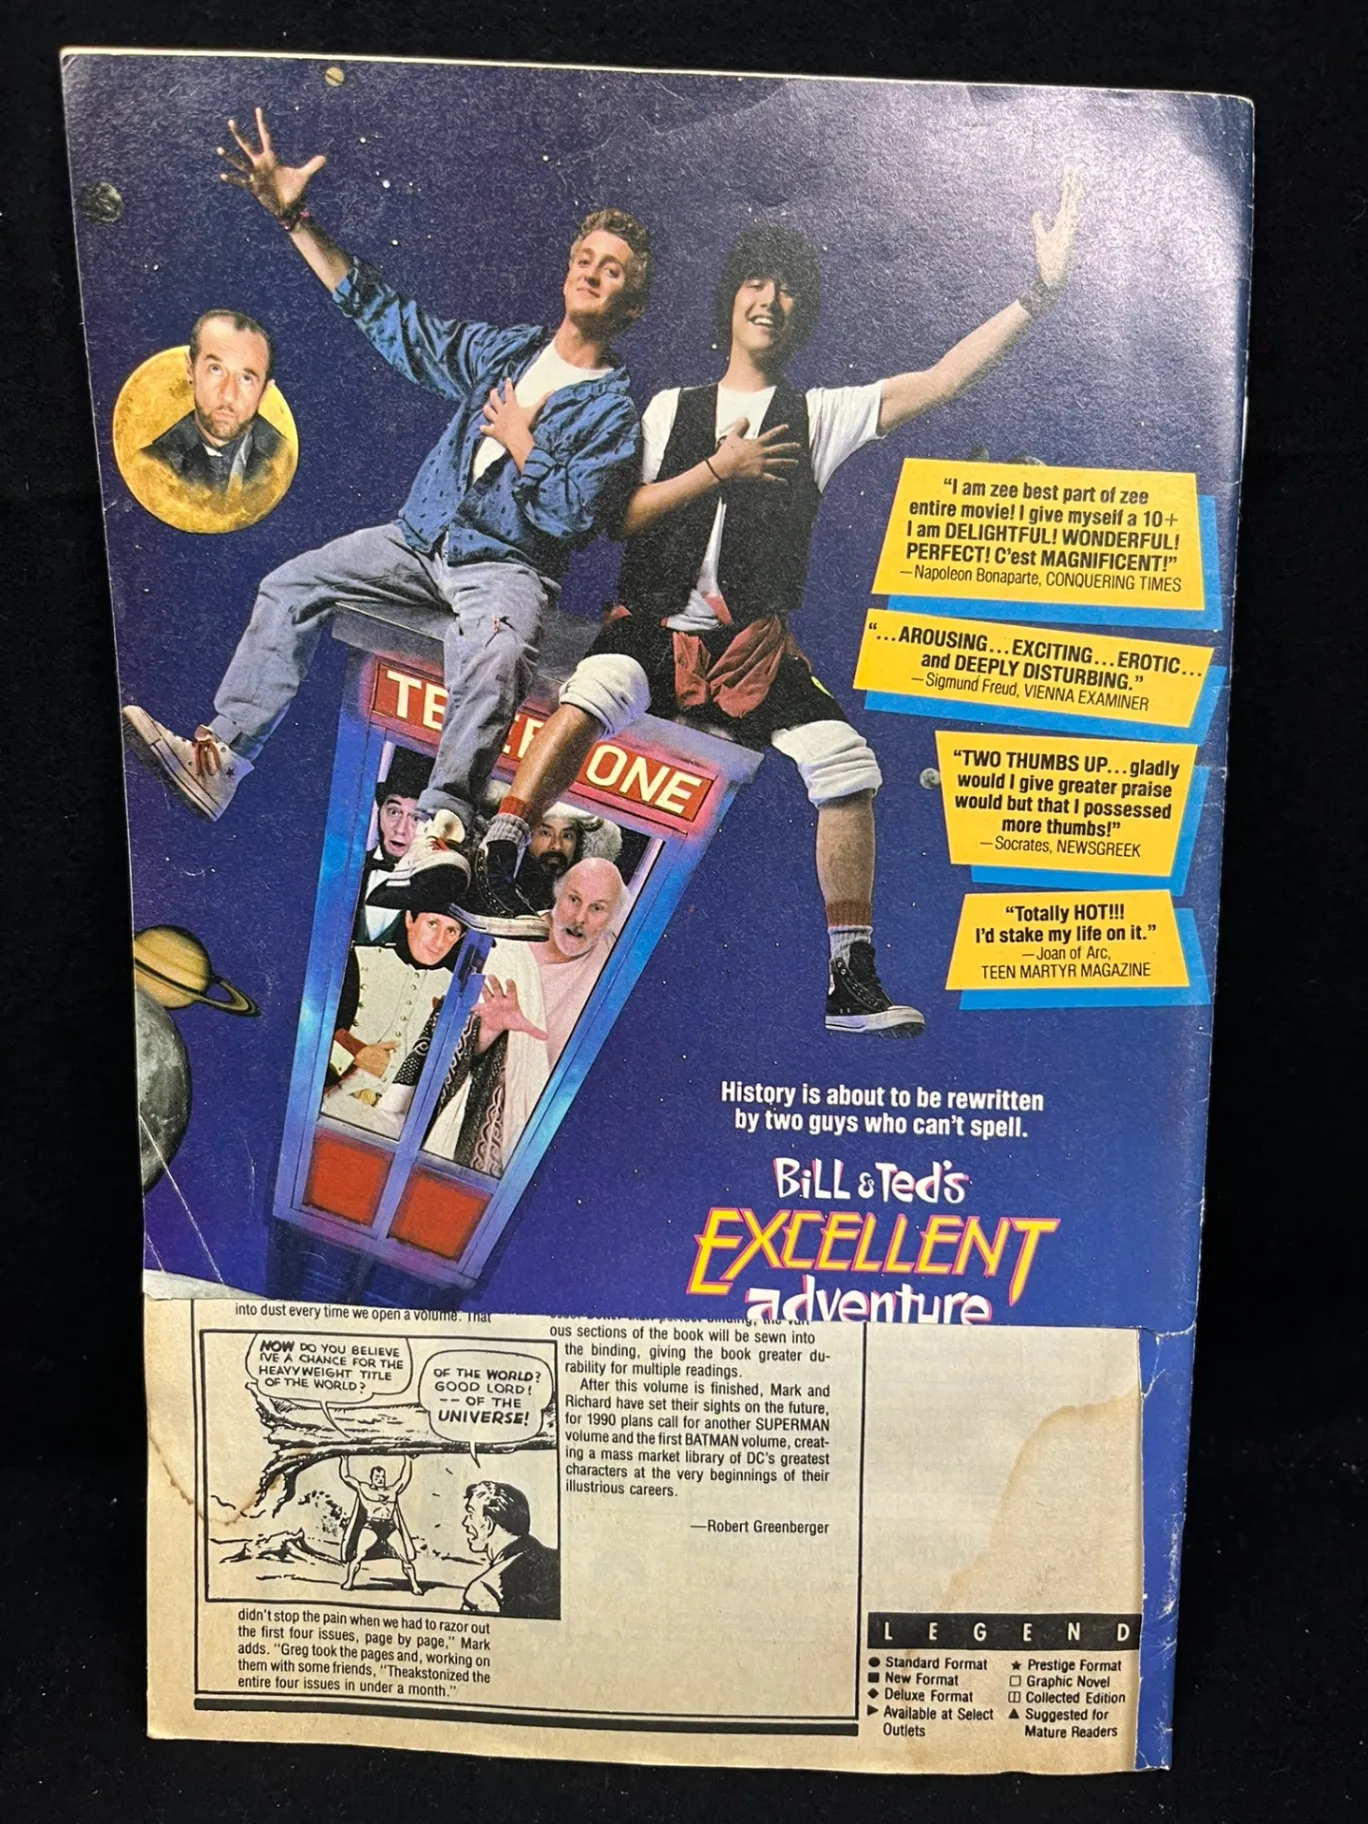 "I am zee best part of zee
entire movie! I give myself a 10+
I am DELIGHTFUL! WONDERFUL!
PERFECT! C'est MAGNIFICENT!"
—Napoleon Bonaparte, CONQUERING TIMES
"...AROUSING...EXCITING...EROTIC...
and DEEPLY DISTURBING."
—Sigmund Freud, VIENNA EXAMINER
"TWO THUMBS UP...gladly
would I give greater praise
would but that I possessed
more thumbs!"
—Socrates, NEWSGREEK
"Totally HOT!!!
I'd stake my life on it."
—Joan of Arc,
TEEN MARTYR MAGAZINE
TE ONE
History is about to be rewritten
by two guys who can't spell.
BiLL & Ted's
EXCELLENT
adventure
into dust every time we open a volume. That
NOW DO YOU BELIEVE
I'VE A CHANCE FOR THE
HEAVYWEIGHT TITLE
OF THE WORLD?
OF THE WORLD?
GOOD LORD!
-- OF THE
UNIVERSE!
didn't stop the pain when we had to razor out
the first four issues, page by page," Mark
adds. "Greg took the pages and, working on
them with some friends, "Theakstonized the
entire four issues in under a month."
ous sections of the book will be sewn into
the binding, giving the book greater du-
rability for multiple readings.
After this volume is finished, Mark and
Richard have set their sights on the future,
for 1990 plans call for another SUPERMAN
volume and the first BATMAN volume, creat-
ing a mass market library of DC's greatest
characters at the very beginnings of their
illustrious careers.
—Robert Greenberger
LEGEND
● Standard Format
■ New Format
◆ Deluxe Format
▶ Available at Select
Outlets
★ Prestige Format
□ Graphic Novel
◫ Collected Edition
▲ Suggested for
Mature Readers